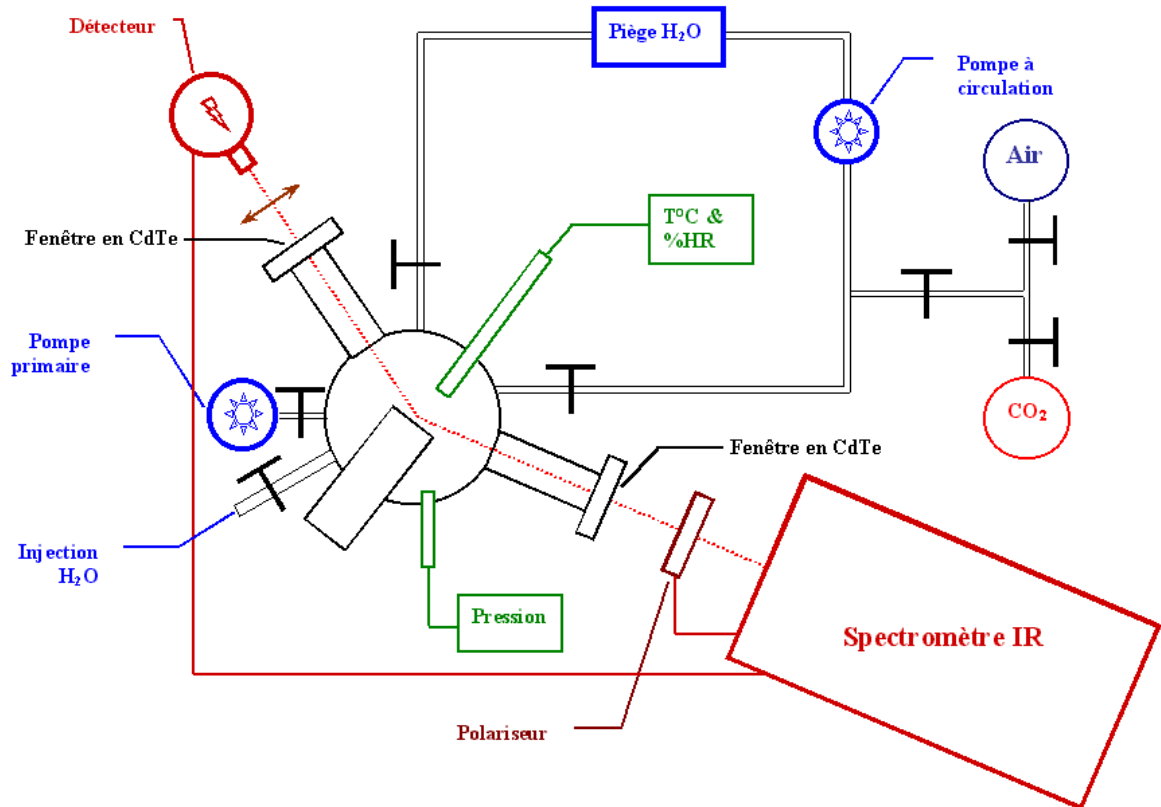 Détecteur
Piège H₂O
Pompe à
circulation
Air
T°C &
%HR
Fenêtre en CdTe
Pompe
primaire
CO₂
Fenêtre en CdTe
Injection
H₂O
Pression
Spectromètre IR
Polariseur